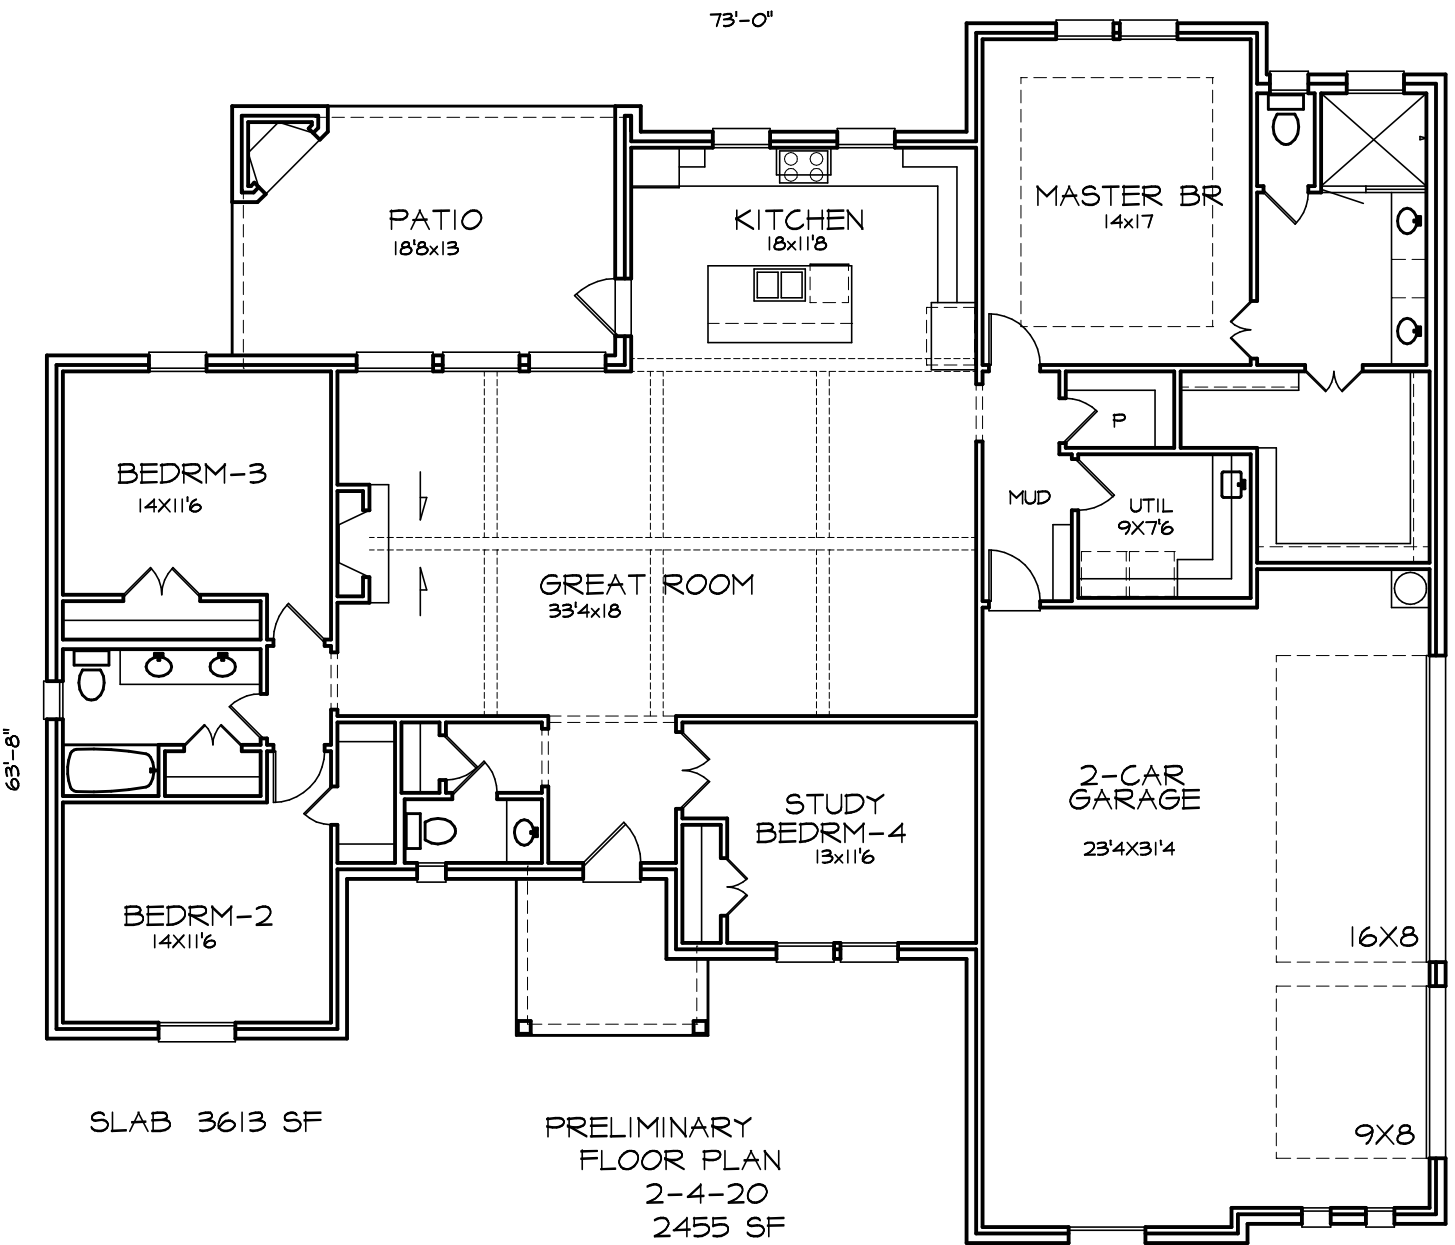 73'-0"
PATIO
18'8x13
KITCHEN
18x11'8
MASTER BR
14x17
BEDRM-3
14X11'6
P
MUD
UTIL
9X7'6
GREAT ROOM
33'4x18
63'-8"
2-CAR
GARAGE
23'4X31'4
STUDY
BEDRM-4
13x11'6
BEDRM-2
14X11'6
16X8
9X8
SLAB 3613 SF
PRELIMINARY
FLOOR PLAN
2-4-20
2455 SF